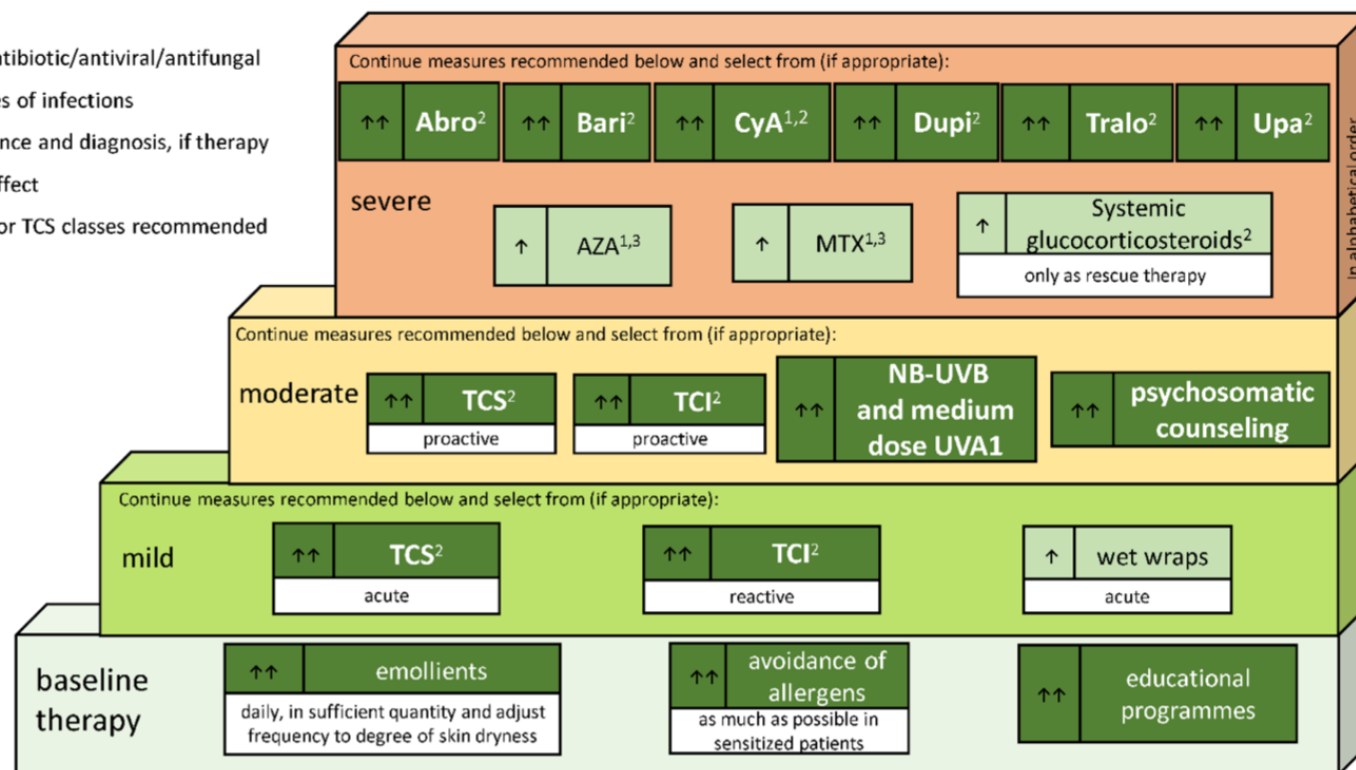 ntibiotic/antiviral/antifungal
es of infections
ence and diagnosis, if therapy
ffect
or TCS classes recommended
Continue measures recommended below and select from (if appropriate):
↑↑ Abro² ↑↑ Bari² ↑↑ CyA¹,² ↑↑ Dupi² ↑↑ Tralo² ↑↑ Upa²
severe
↑ AZA¹,³ ↑ MTX¹,³ ↑ Systemic
glucocorticosteroids²
only as rescue therapy
In alphabetical order
Continue measures recommended below and select from (if appropriate):
moderate
↑↑ TCS²
proactive
↑↑ TCI²
proactive
↑↑ NB-UVB
and medium
dose UVA1
↑↑ psychosomatic
counseling
Continue measures recommended below and select from (if appropriate):
mild
↑↑ TCS²
acute
↑↑ TCI²
reactive
↑ wet wraps
acute
baseline
therapy
↑↑ emollients
daily, in sufficient quantity and adjust
frequency to degree of skin dryness
↑↑ avoidance of
allergens
as much as possible in
sensitized patients
↑↑ educational
programmes